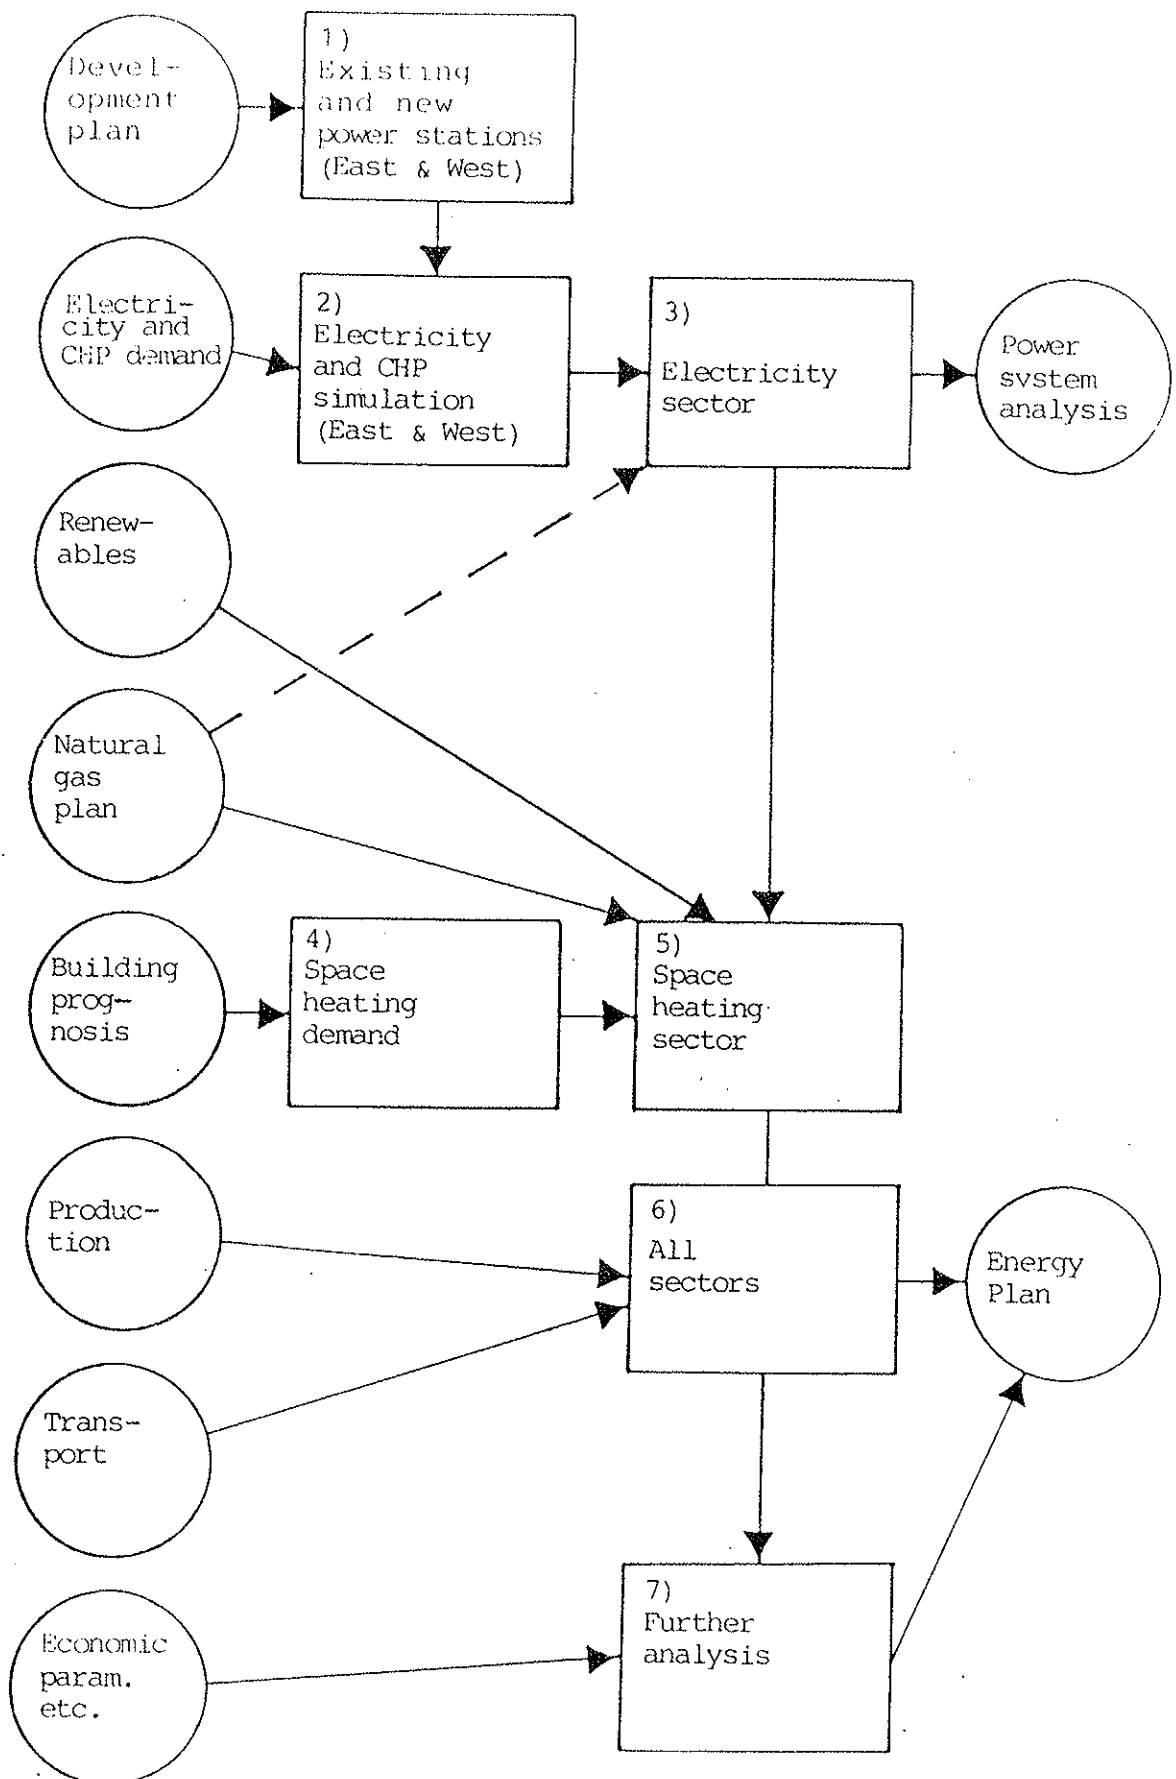 Devel-
opment
plan
1)
Existing
and new
power stations
(East & West)
Electri-
city and
CHP demand
2)
Electricity
and CHP
simulation
(East & West)
3)
Electricity
sector
Power
system
analysis
Renew-
ables
Natural
gas
plan
Building
prog-
nosis
4)
Space
heating
demand
5)
Space
heating
sector
Produc-
tion
6)
All
sectors
Energy
Plan
Trans-
port
7)
Further
analysis
Economic
param.
etc.